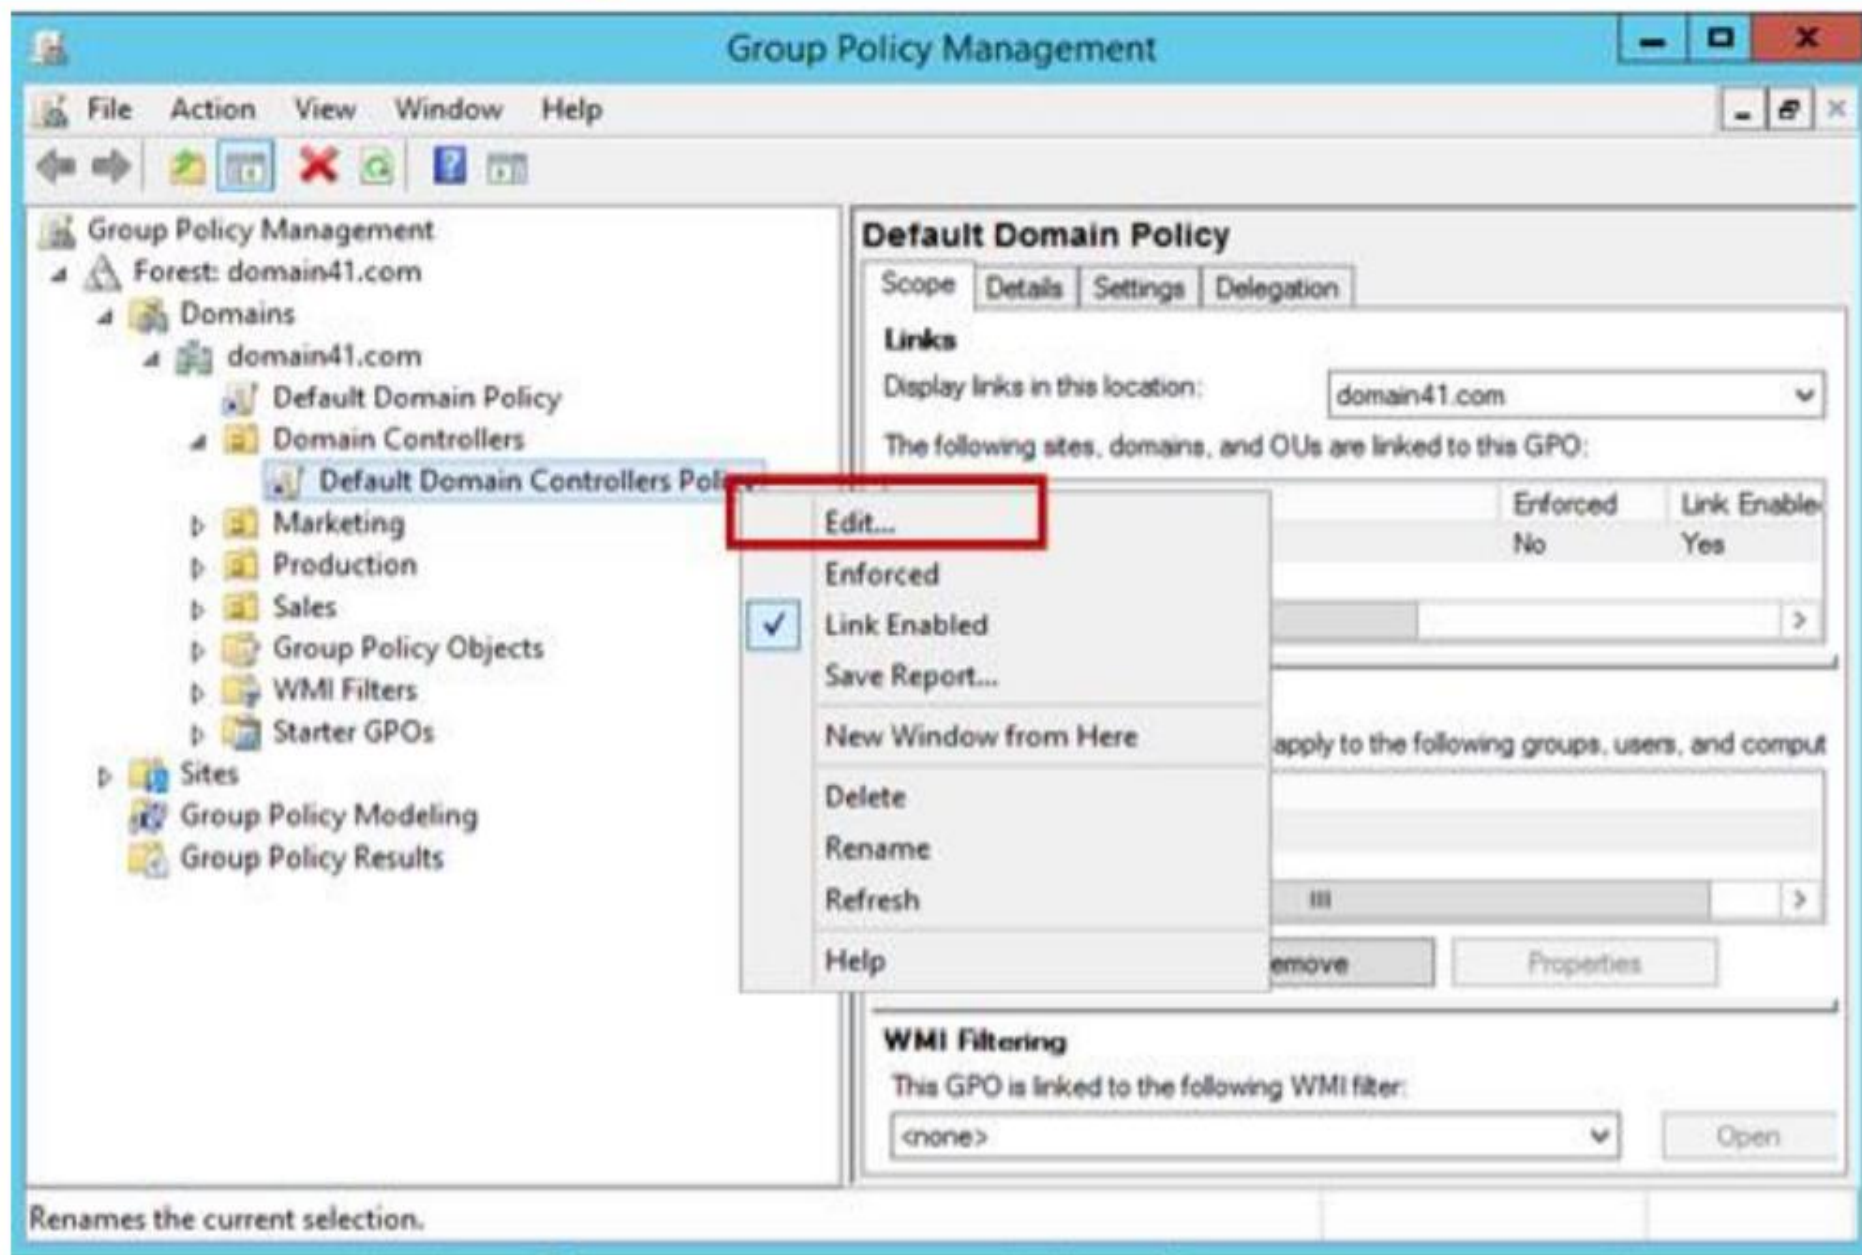 Group Policy Management
File Action View Window Help
Group Policy Management
Forest: domain41.com
Domains
domain41.com
Default Domain Policy
Domain Controllers
Default Domain Controllers
Marketing
Production
Sales
Group Policy Objects
WMI Filters
Starter GPOs
Sites
Group Policy Modeling
Group Policy Results
Default Domain Policy
Scope Details Settings Delegation
Links
Display links in this location: domain41.com
The following sites, domains, and OUs are linked to this GPO:
Enforced Link Enable
No Yes
apply to the following groups, users, and comput
emove Properties
WMI Filtering
This GPO is linked to the following WMI filter:
<none> Open
Edit...
Enforced
Link Enabled
Save Report...
New Window from Here
Delete
Rename
Refresh
Help
Renames the current selection.